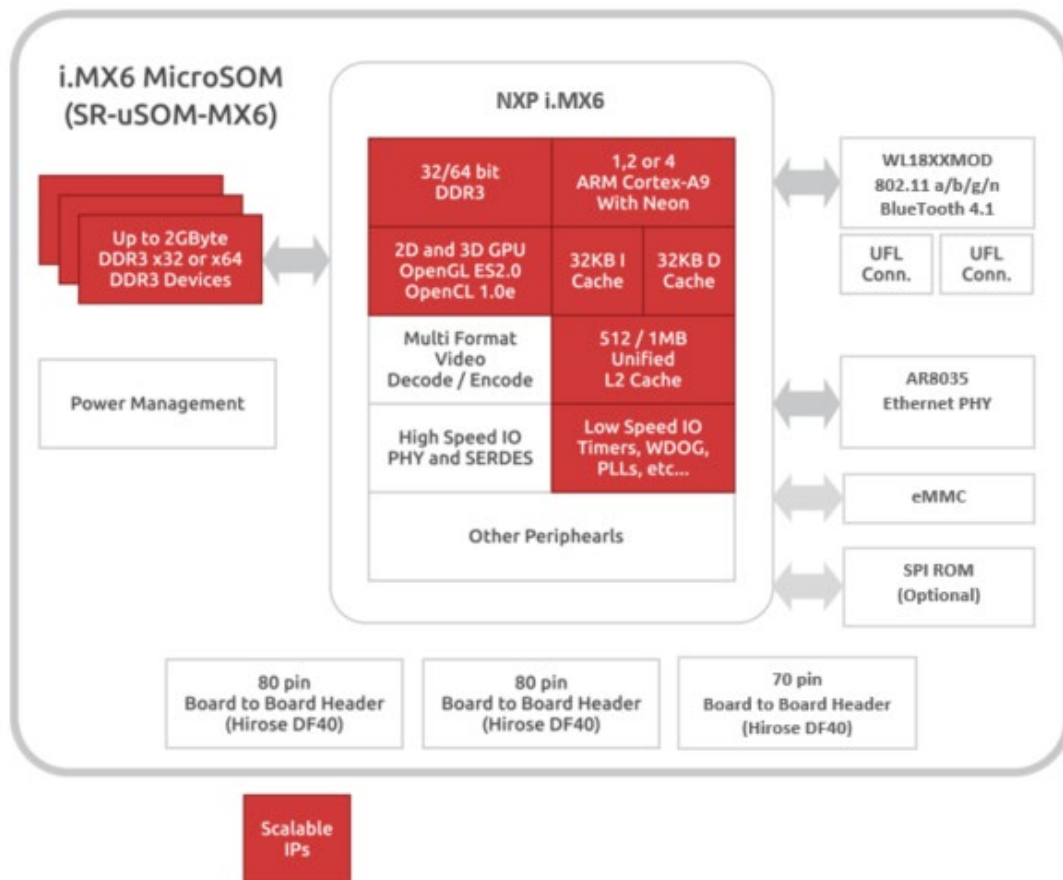 i.MX6 MicroSOM
(SR-uSOM-MX6)
NXP i.MX6
32/64 bit
DDR3
1,2 or 4
ARM Cortex-A9
With Neon
Up to 2GByte
DDR3 x32 or x64
DDR3 Devices
2D and 3D GPU
OpenGL ES2.0
OpenCL 1.0e
32KB I
Cache
32KB D
Cache
Multi Format
Video
Decode / Encode
512 / 1MB
Unified
L2 Cache
High Speed IO
PHY and SERDES
Low Speed IO
Timers, WDOG,
PLLs, etc...
Other Periphearls
Power Management
WL18XXMOD
802.11 a/b/g/n
BlueTooth 4.1
UFL
Conn.
UFL
Conn.
AR8035
Ethernet PHY
eMMC
SPI ROM
(Optional)
80 pin
Board to Board Header
(Hirose DF40)
80 pin
Board to Board Header
(Hirose DF40)
70 pin
Board to Board Header
(Hirose DF40)
Scalable
IPs